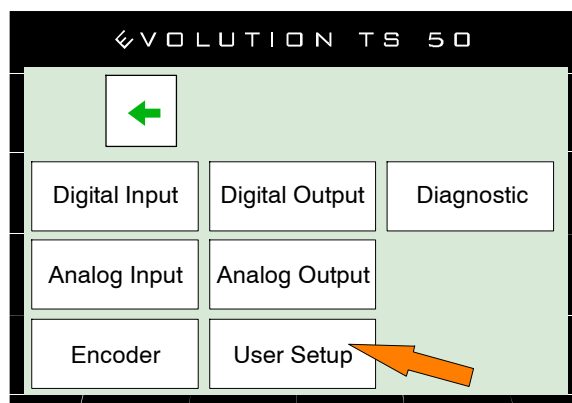 EVOLUTION TS 50
Digital Input Digital Output Diagnostic
Analog Input Analog Output
Encoder User Setup